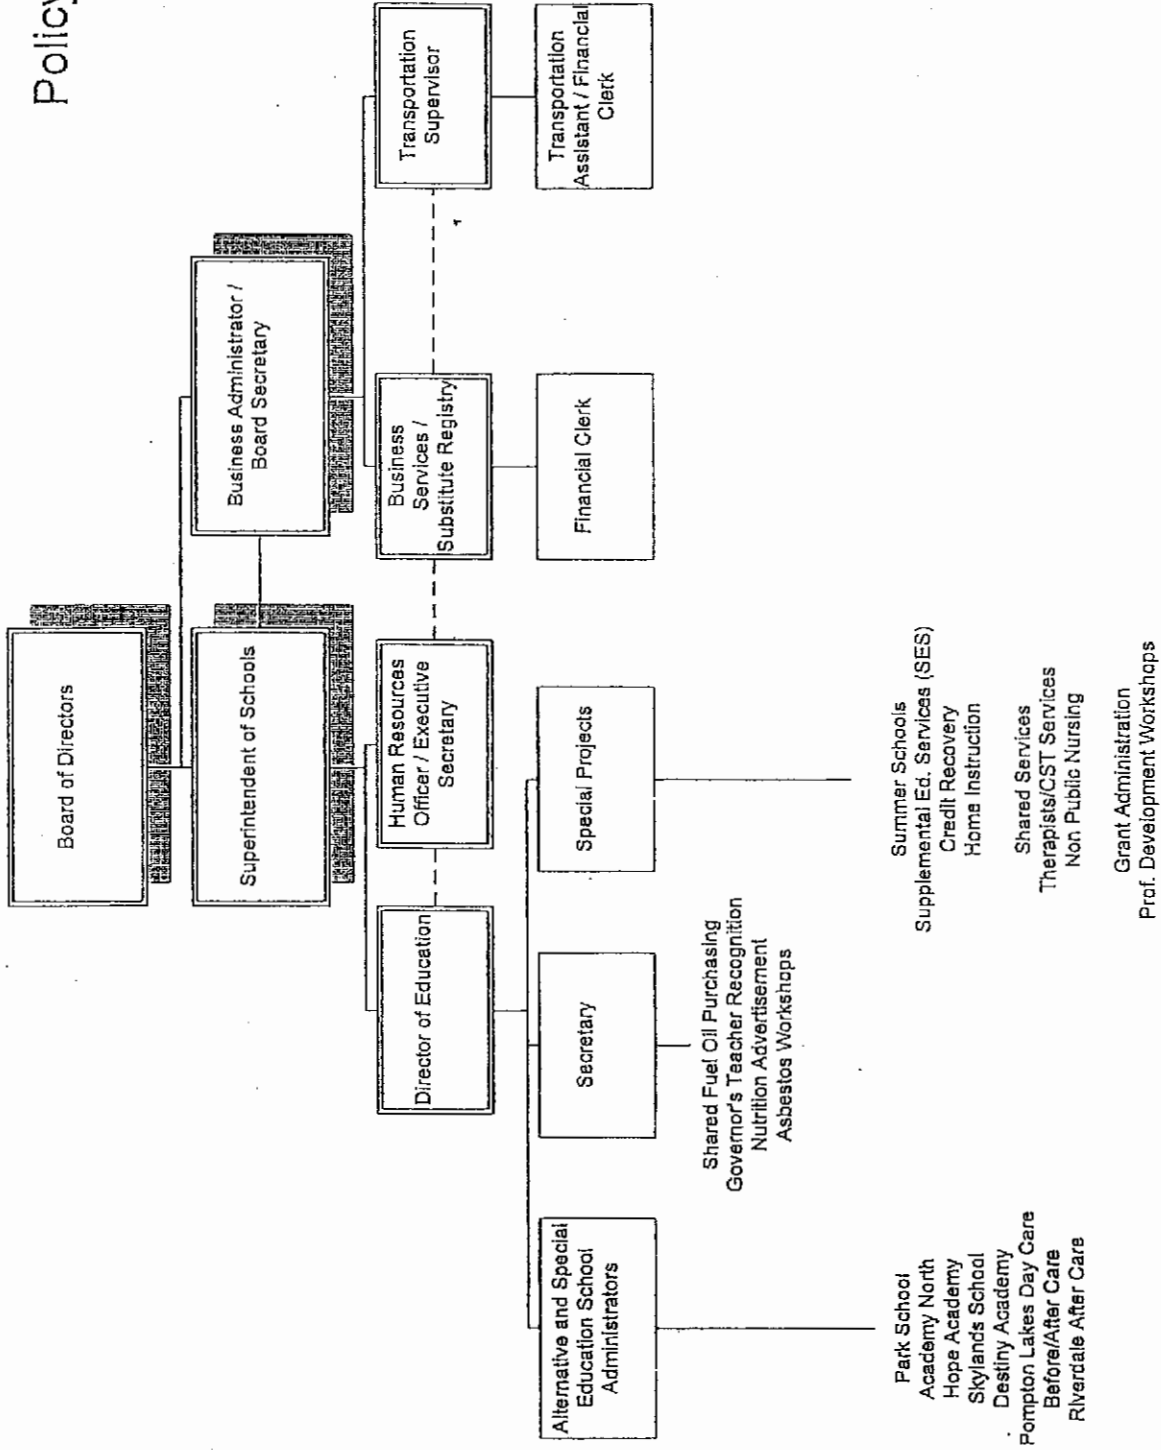 Policy
Board of Directors
Superintendent of Schools
Business Administrator /
Board Secretary
Director of Education
Human Resources
Officer / Executive
Secretary
Business
Services /
Substitute Registry
Transportation
Supervisor
Alternative and Special
Education School
Administrators
Secretary
Special Projects
Financial Clerk
Transportation
Assistant / Financial
Clerk
Park School
Academy North
Hope Academy
Skylands School
Destiny Academy
Pompton Lakes Day Care
Before/After Care
Riverdale After Care
Shared Fuel Oil Purchasing
Governor's Teacher Recognition
Nutrition Advertisement
Asbestos Workshops
Summer Schools
Supplemental Ed. Services (SES)
Credit Recovery
Home Instruction
Shared Services
Therapists/CST Services
Non Public Nursing
Grant Administration
Prof. Development Workshops